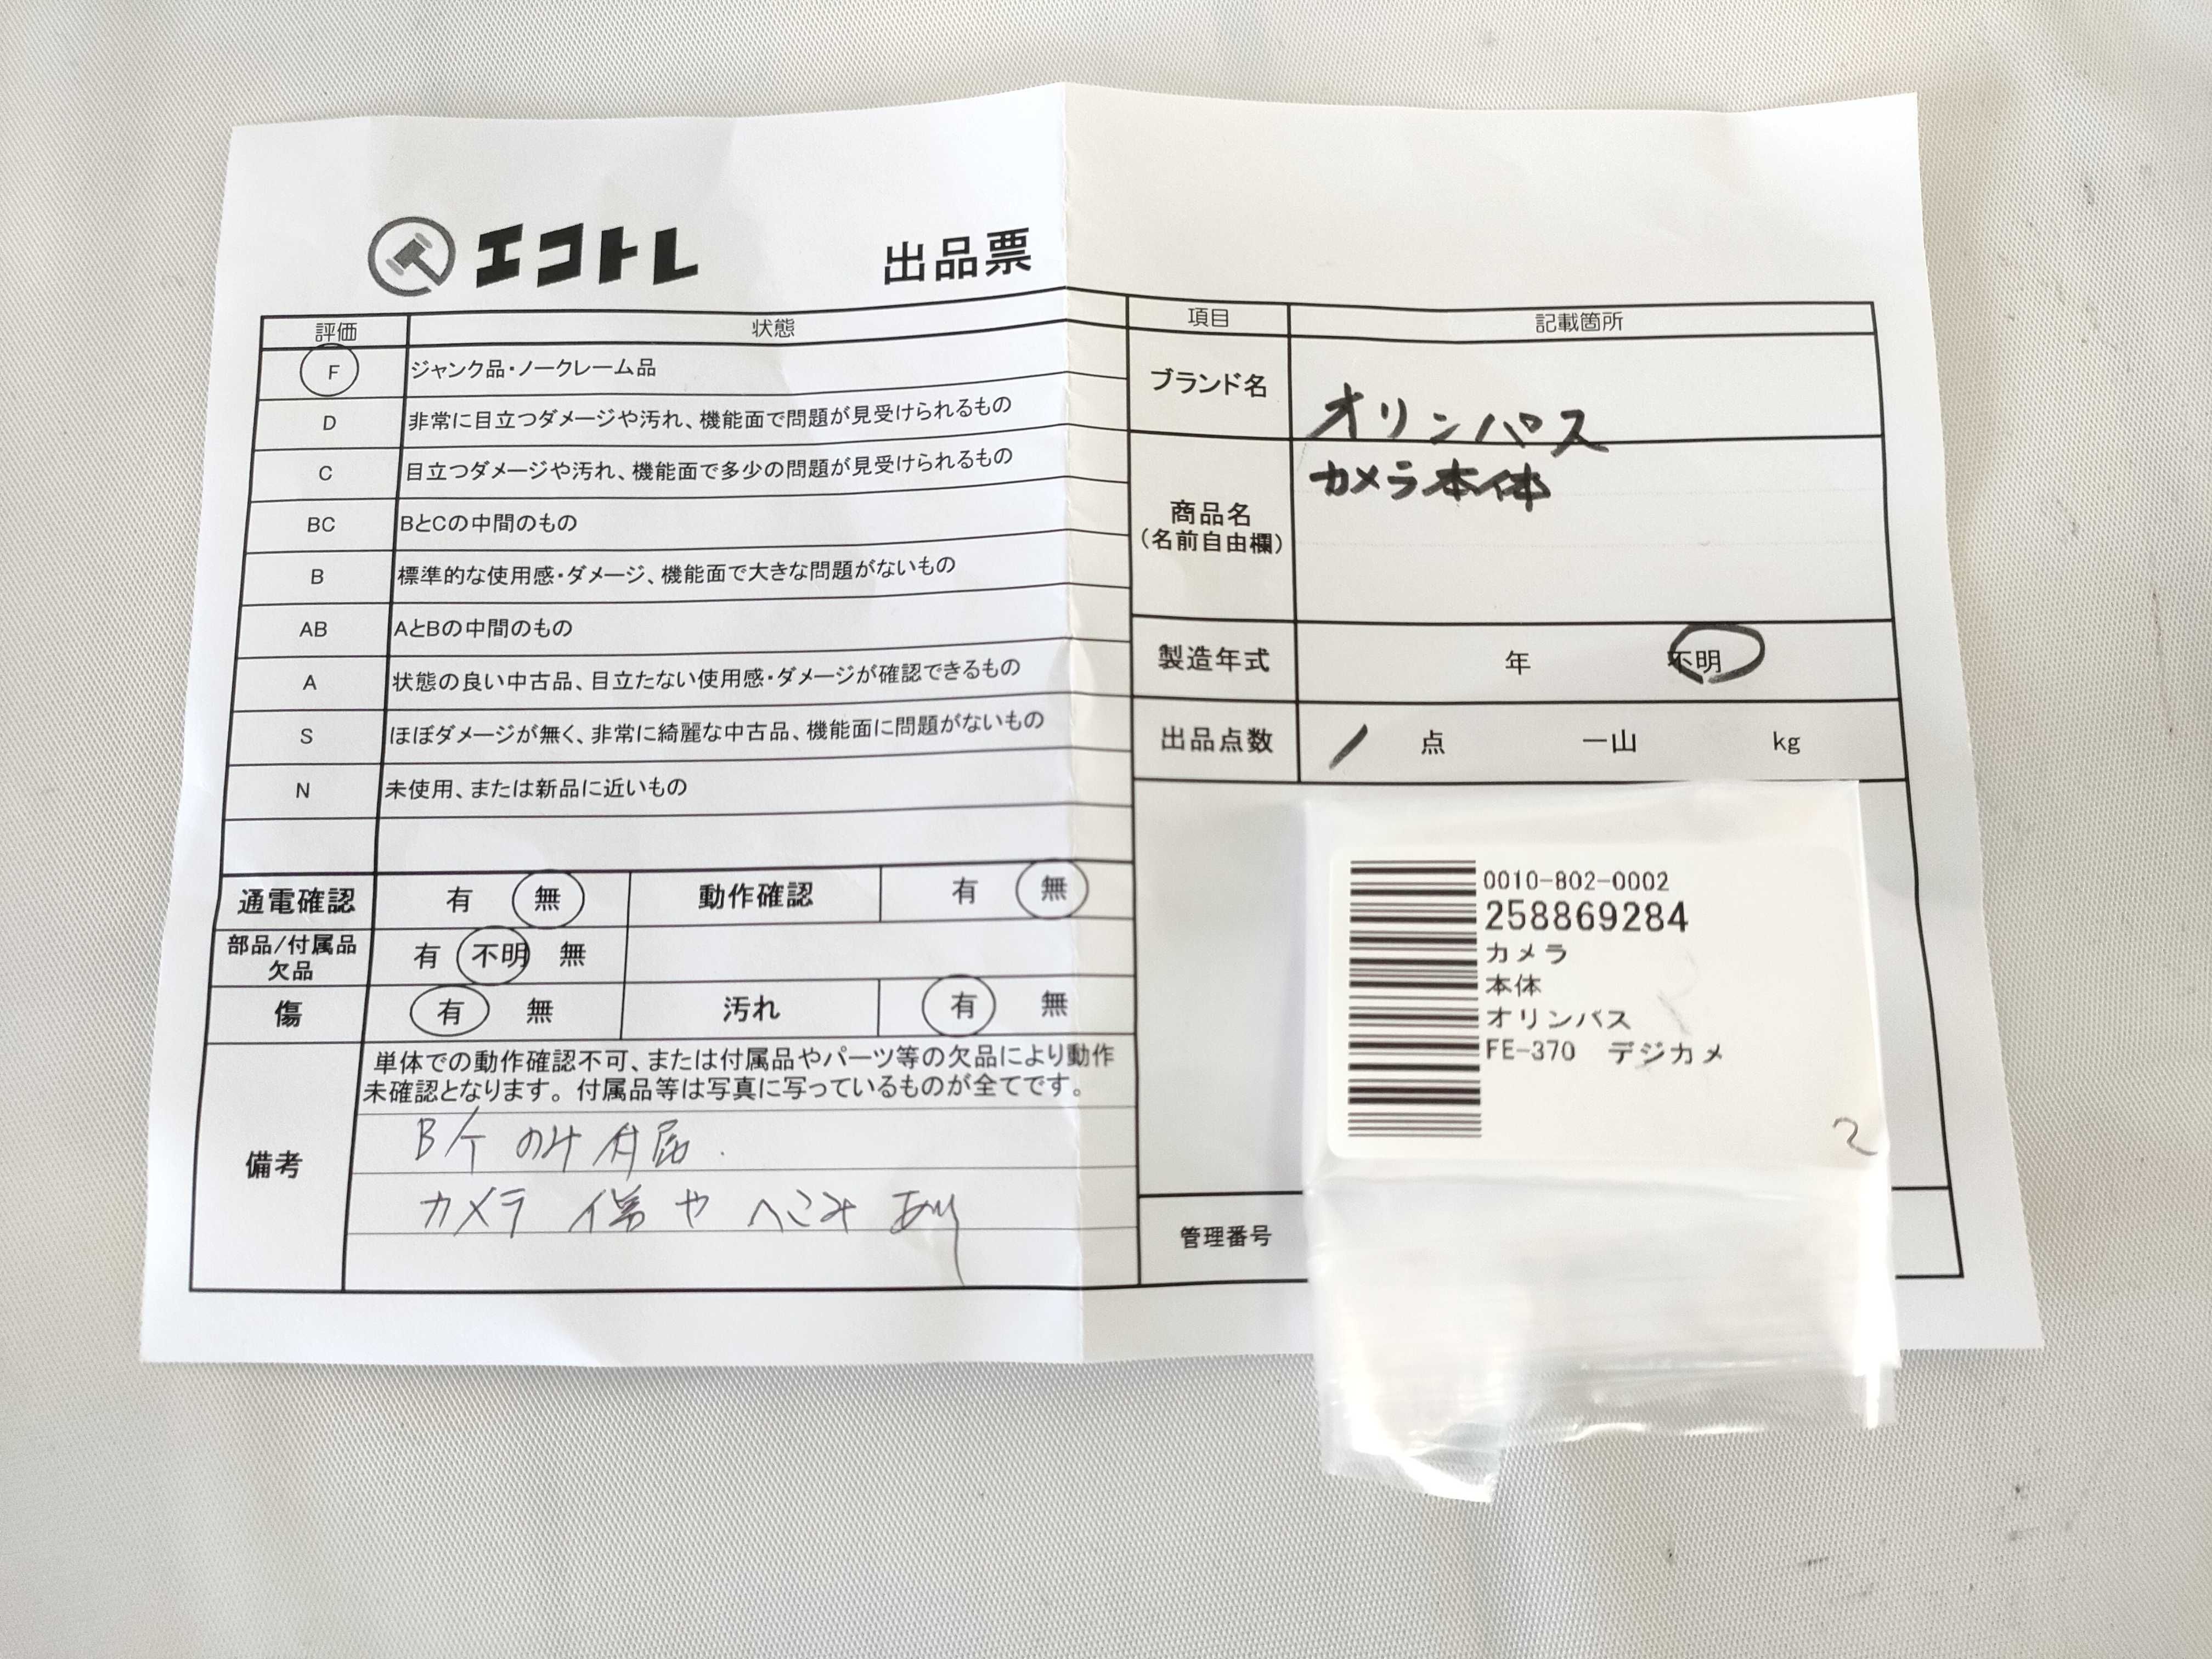 エコトレ 出品票
評価 状態
F ジャンク品・ノークレーム品
D 非常に目立つダメージや汚れ、機能面で問題が見受けられるもの
C 目立つダメージや汚れ、機能面で多少の問題が見受けられるもの
BC BとCの中間のもの
B 標準的な使用感・ダメージ、機能面で大きな問題がないもの
AB AとBの中間のもの
A 状態の良い中古品、目立たない使用感・ダメージが確認できるもの
S ほぼダメージが無く、非常に綺麗な中古品、機能面に問題がないもの
N 未使用、または新品に近いもの
通電確認 有 無 動作確認 有 無
部品/付属品
欠品 有 不明 無
傷 有 無 汚れ 有 無
備考
単体での動作確認不可、または付属品やパーツ等の欠品により動作
未確認となります。付属品等は写真に写っているものが全てです。
B/T のみ付属.
カメラ 傷や へこみ あり
項目 記載箇所
ブランド名 オリンパス
商品名
(名前自由欄)
カメラ本体
製造年式 年 不明
出品点数 1 点 一山 kg
0010-802-0002
258869284
カメラ
本体
オリンパス
FE-370 デジカメ
2
管理番号